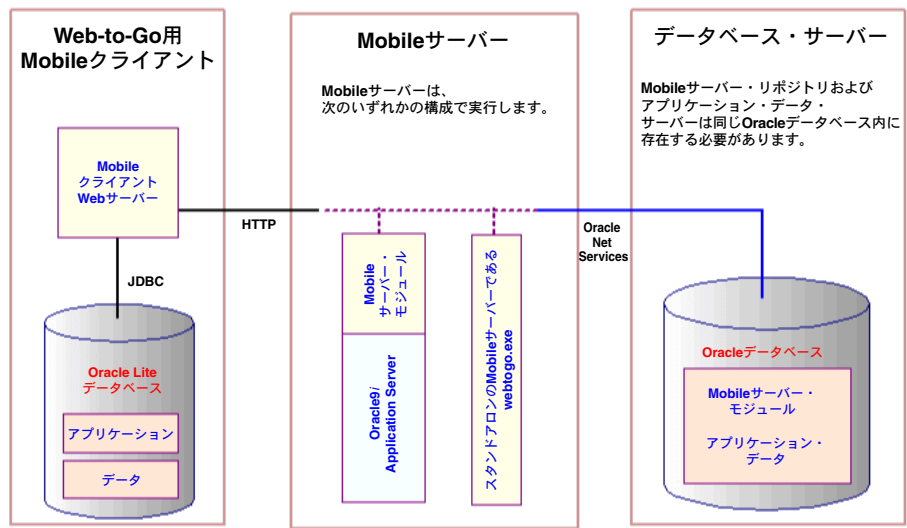 Web-to-Go用
Mobileクライアント
Mobile
クライアント
Webサーバー
JDBC
Oracle Lite
データベース
アプリケーション
データ
HTTP
Mobileサーバー
Mobileサーバーは、
次のいずれかの構成で実行します。
Mobile
サーバー・
モジュール
Oracle9i
Application Server
スタンドアロンのMobileサーバーである
webtogo.exe
Oracle
Net
Services
データベース・サーバー
Mobileサーバー・リポジトリおよび
アプリケーション・データ・
サーバーは同じOracleデータベース内に
存在する必要があります。
Oracleデータベース
Mobileサーバー・
モジュール
アプリケーション・
データ